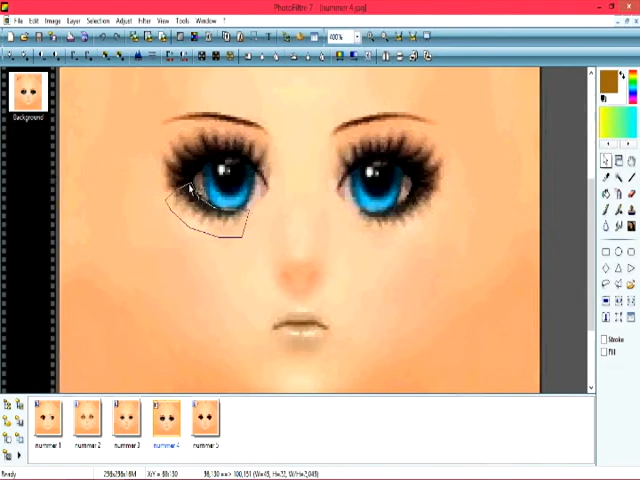 PhotoFiltre 7 - [nummer 4.jpg]
File Edit Image Layer Selection Adjust Filter View Tools Window ?
400%
Background
Stroke
Fill
nummer 1 nummer 2 nummer 3 nummer 4 nummer 5
Ready